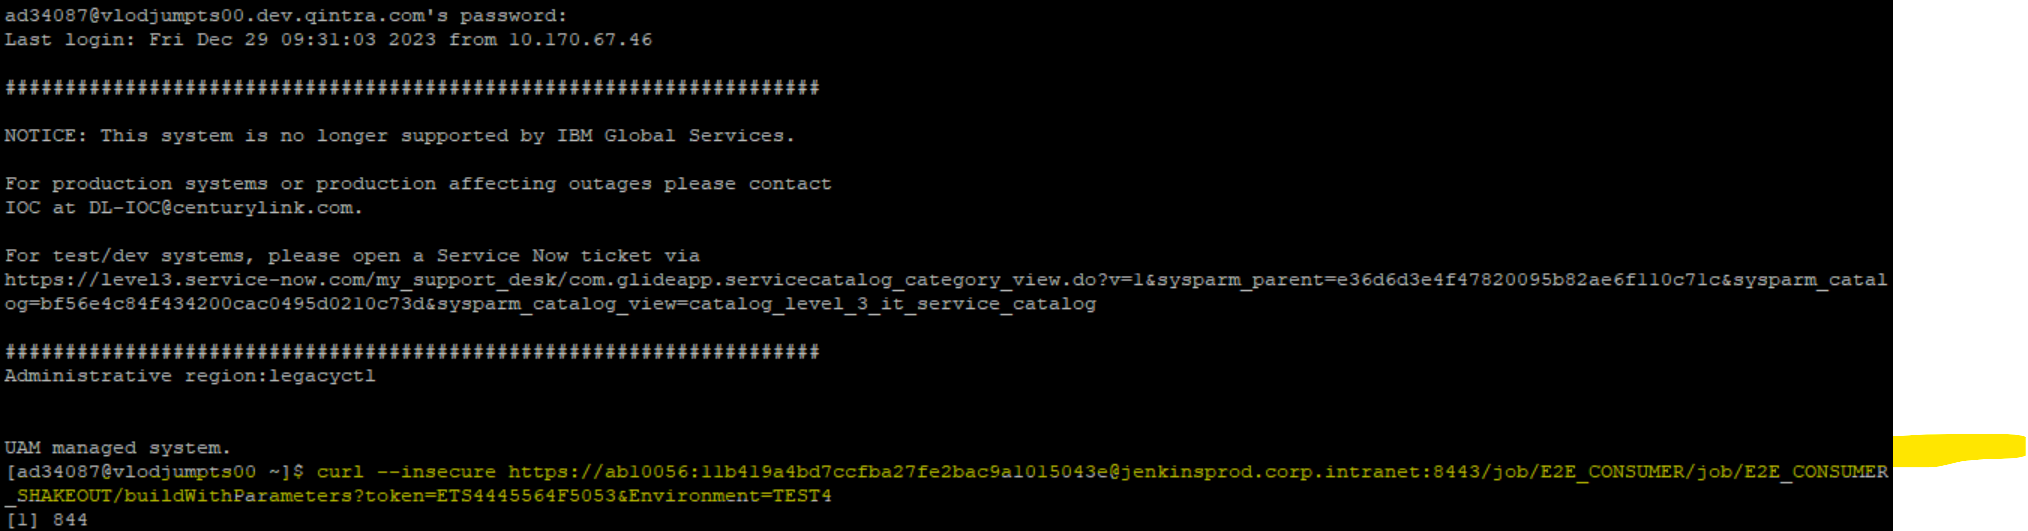 ad34087@vlodjumpts00.dev.qintra.com's password:
Last login: Fri Dec 29 09:31:03 2023 from 10.170.67.46
####################################################################
NOTICE: This system is no longer supported by IBM Global Services.
For production systems or production affecting outages please contact
IOC at DL-IOC@centurylink.com.
For test/dev systems, please open a Service Now ticket via
https://level3.service-now.com/my_support_desk/com.glideapp.servicecatalog_category_view.do?v=1&sysparm_parent=e36d6d3e4f47820095b82ae6f110c71c&sysparm_catal
og=bf56e4c84f434200cac0495d0210c73d&sysparm_catalog_view=catalog_level_3_it_service_catalog
####################################################################
Administrative region:legacyctl
UAM managed system.
[ad34087@vlodjumpts00 ~]$ curl --insecure https://ab10056:11b419a4bd7ccfba27fe2bac9a1015043e@jenkinsprod.corp.intranet:8443/job/E2E_CONSUMER/job/E2E_CONSUMER
_SHAKEOUT/buildWithParameters?token=ETS4445564F5053&Environment=TEST4
[1] 844